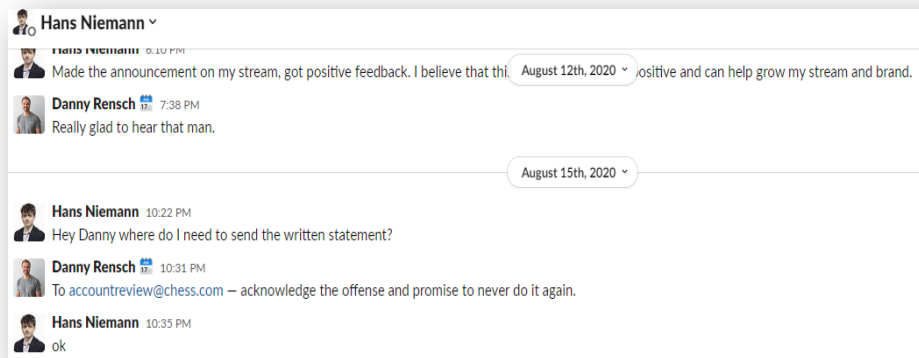 Hans Niemann
Hans Niemann 6:10 PM
August 12th, 2020
Made the announcement on my stream, got positive feedback. I believe that ositive and can help grow my stream and brand.
Danny Rensch 7:38 PM
Really glad to hear that man.
August 15th, 2020
Hans Niemann 10:22 PM
Hey Danny where do I need to send the written statement?
Danny Rensch 10:31 PM
To accountreview@chess.com — acknowledge the offense and promise to never do it again.
Hans Niemann 10:35 PM
ok